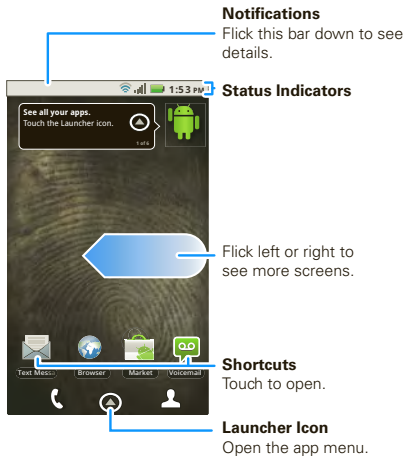 Notifications
Flick this bar down to see
details.
1:53 PM
Status Indicators
See all your apps.
Touch the Launcher icon.
1 of 6
Flick left or right to
see more screens.
Text Messa
Browser
Market
Voicemail
Shortcuts
Touch to open.
Launcher Icon
Open the app menu.